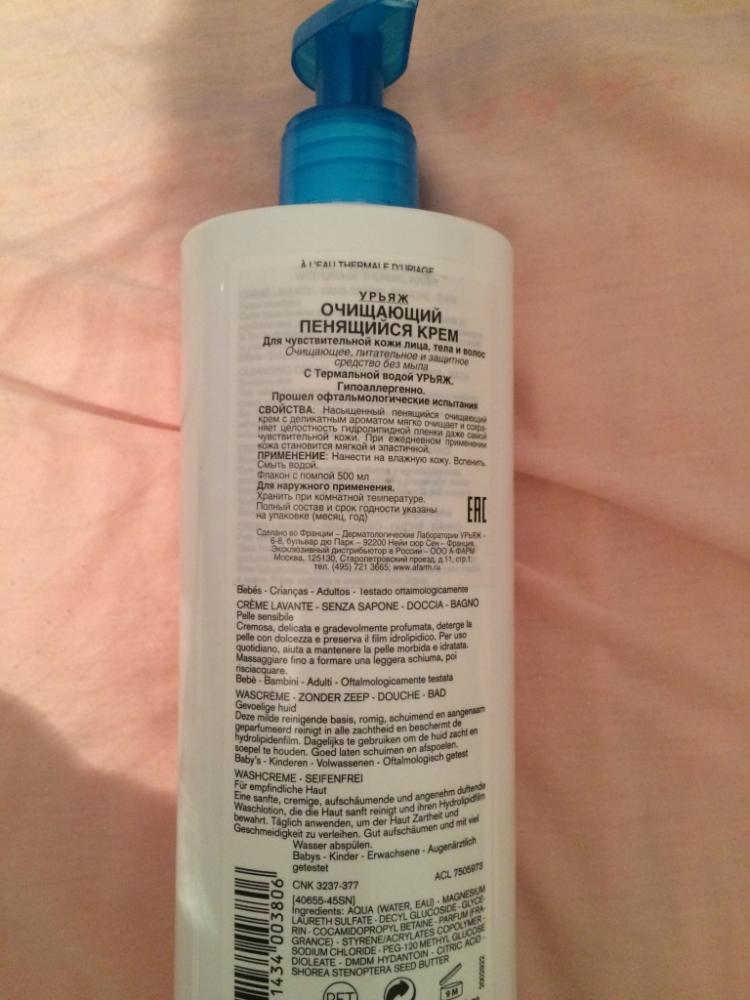 À L'EAU THERMALE D'URIAGE
УРЬЯЖ
ОЧИЩАЮЩИЙ
ПЕНЯЩИЙСЯ КРЕМ
Для чувствительной кожи лица, тела и волос
Очищающее, питательное и защитное
средство без мыла
С Термальной водой УРЬЯЖ.
Гипоаллергенно.
Прошел офтальмологические испытания
СВОЙСТВА: Насыщенный пенящийся очищающий
крем с деликатным ароматом мягко очищает и сохра-
няет целостность гидролипидной пленки даже самой
чувствительной кожи. При ежедневном применении
кожа становится мягкой и эластичной.
ПРИМЕНЕНИЕ: Нанести на влажную кожу. Вспенить.
Смыть водой.
Флакон с помпой 500 мл
Для наружного применения.
Хранить при комнатной температуре.
Полный состав и срок годности указаны
на упаковке (месяц, год)
EAC
Сделано во Франции – Дерматологические Лаборатории УРЬЯЖ -
6-8, бульвар дю Парк – 92200 Нейи сюр Сен – Франция.
Эксклюзивный дистрибьютор в России – ООО А-ФАРМ
Москва, 125130, Старопетровский проезд, д.11, стр.1.
тел. (495) 721 3665; www.afarm.ru
Bebés - Crianças - Adultos - Testado oftalmologicamente
CRÈME LAVANTE - SENZA SAPONE - DOCCIA - BAGNO
Pelle sensibile
Cremosa, delicata e gradevolmente profumata, deterge la
pelle con dolcezza e preserva il film idrolipidico. Per uso
quotidiano, aiuta a mantenere la pelle morbida e idratata.
Massaggiare fino a formare una leggera schiuma, poi
risciacquare.
Bebè - Bambini - Adulti - Oftalmologicamente testata
WASCRÈME - ZONDER ZEEP - DOUCHE - BAD
Gevoelige huid
Deze milde reinigende basis, romig, schuimend en aangenaam
geparfumeerd reinigt in alle zachtheid en beschermt de
hydrolipidenfilm. Dagelijks te gebruiken om de huid zacht en
soepel te houden. Goed laten schuimen en afspoelen.
Baby's - Kinderen - Volwassenen - Oftalmologisch getest
WASHCREME - SEIFENFREI
Für empfindliche Haut
Eine sanfte, cremige, aufschäumende und angenehm duftende
Waschlotion, die die Haut sanft reinigt und ihren Hydrolipidfilm
bewahrt. Täglich anwenden, um der Haut Zartheit und
Geschmeidigkeit zu verleihen. Gut aufschäumen und mit viel
Wasser abspülen.
Babys - Kinder - Erwachsene - Augenärztlich
getestet
CNK 3237-377
ACL 7505973
[40655-45SN]
Ingredients: AQUA (WATER, EAU) - MAGNESIUM
LAURETH SULFATE - DECYL GLUCOSIDE - GLYCE-
RIN - COCAMIDOPROPYL BETAINE - PARFUM (FRA-
GRANCE) - STYRENE/ACRYLATES COPOLYMER -
SODIUM CHLORIDE - PEG-120 METHYL GLUCOSE
DIOLEATE - DMDM HYDANTOIN - CITRIC ACID -
SHOREA STENOPTERA SEED BUTTER
1434 003806
PET
9 M